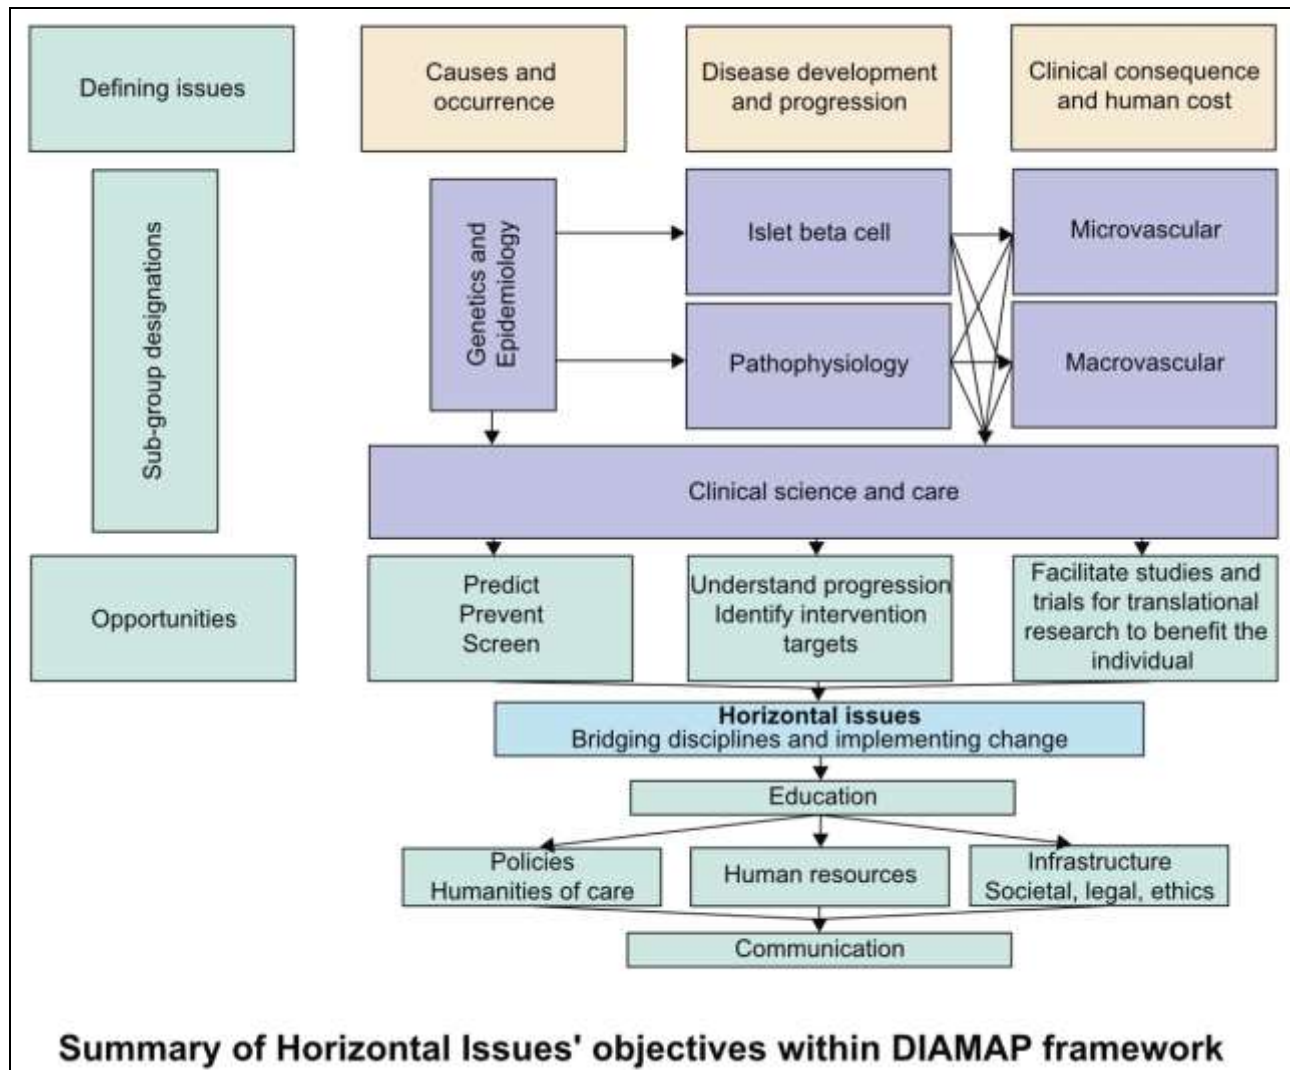 Defining issues
Causes and
occurrence
Disease development
and progression
Clinical consequence
and human cost
Sub-group designations
Genetics and
Epidemiology
Islet beta cell
Microvascular
Pathophysiology
Macrovascular
Clinical science and care
Opportunities
Predict
Prevent
Screen
Understand progression
Identify intervention
targets
Facilitate studies and
trials for translational
research to benefit the
individual
Horizontal issues
Bridging disciplines and implementing change
Education
Policies
Humanities of care
Human resources
Infrastructure
Societal, legal, ethics
Communication
Summary of Horizontal Issues' objectives within DIAMAP framework